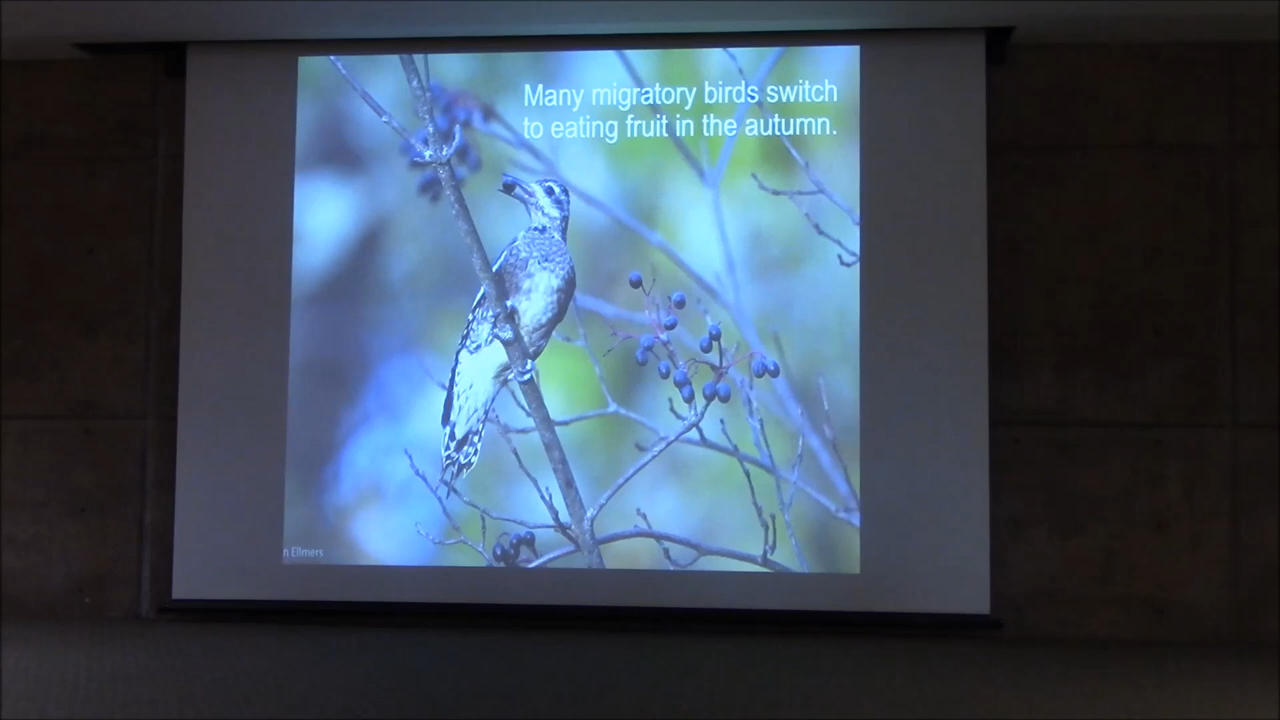 Many migratory birds switch
to eating fruit in the autumn.
n Ellmers